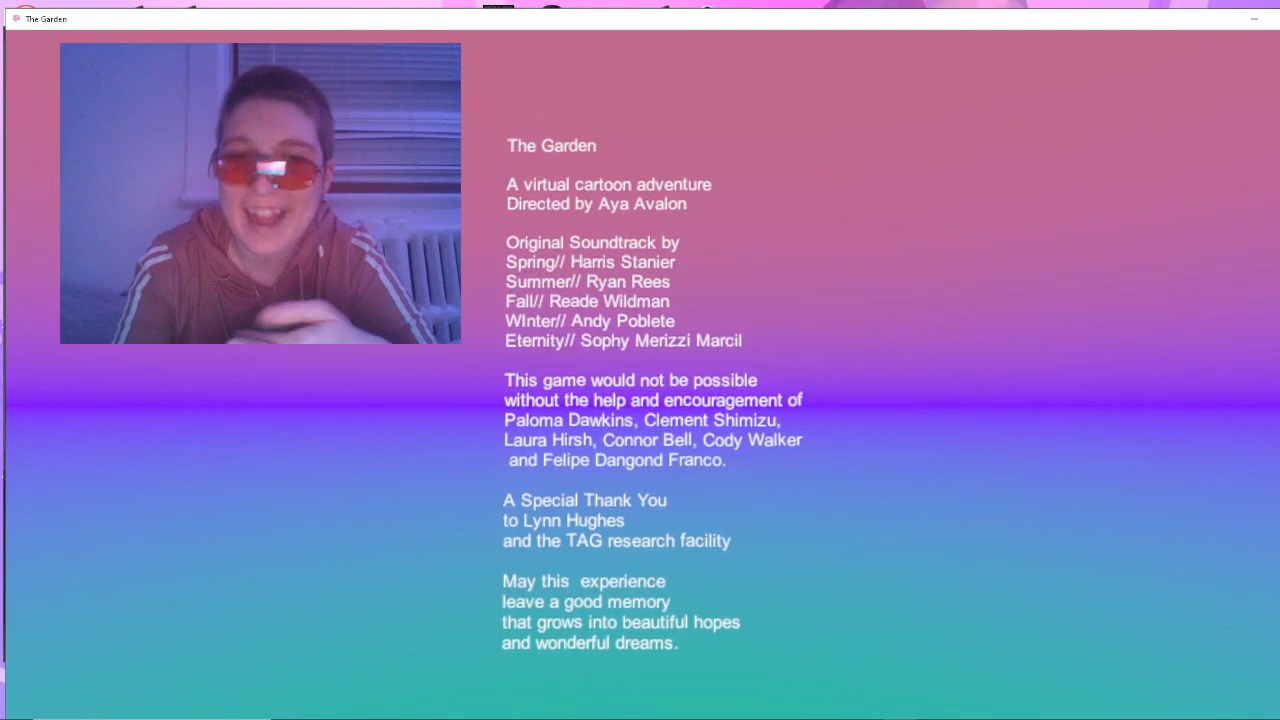 The Garden
The Garden
A virtual cartoon adventure
Directed by Aya Avalon
Original Soundtrack by
Spring// Harris Stanier
Summer// Ryan Rees
Fall// Reade Wildman
WInter// Andy Poblete
Eternity// Sophy Merizzi Marcil
This game would not be possible
without the help and encouragement of
Paloma Dawkins, Clement Shimizu,
Laura Hirsh, Connor Bell, Cody Walker
and Felipe Dangond Franco.
A Special Thank You
to Lynn Hughes
and the TAG research facility
May this experience
leave a good memory
that grows into beautiful hopes
and wonderful dreams.